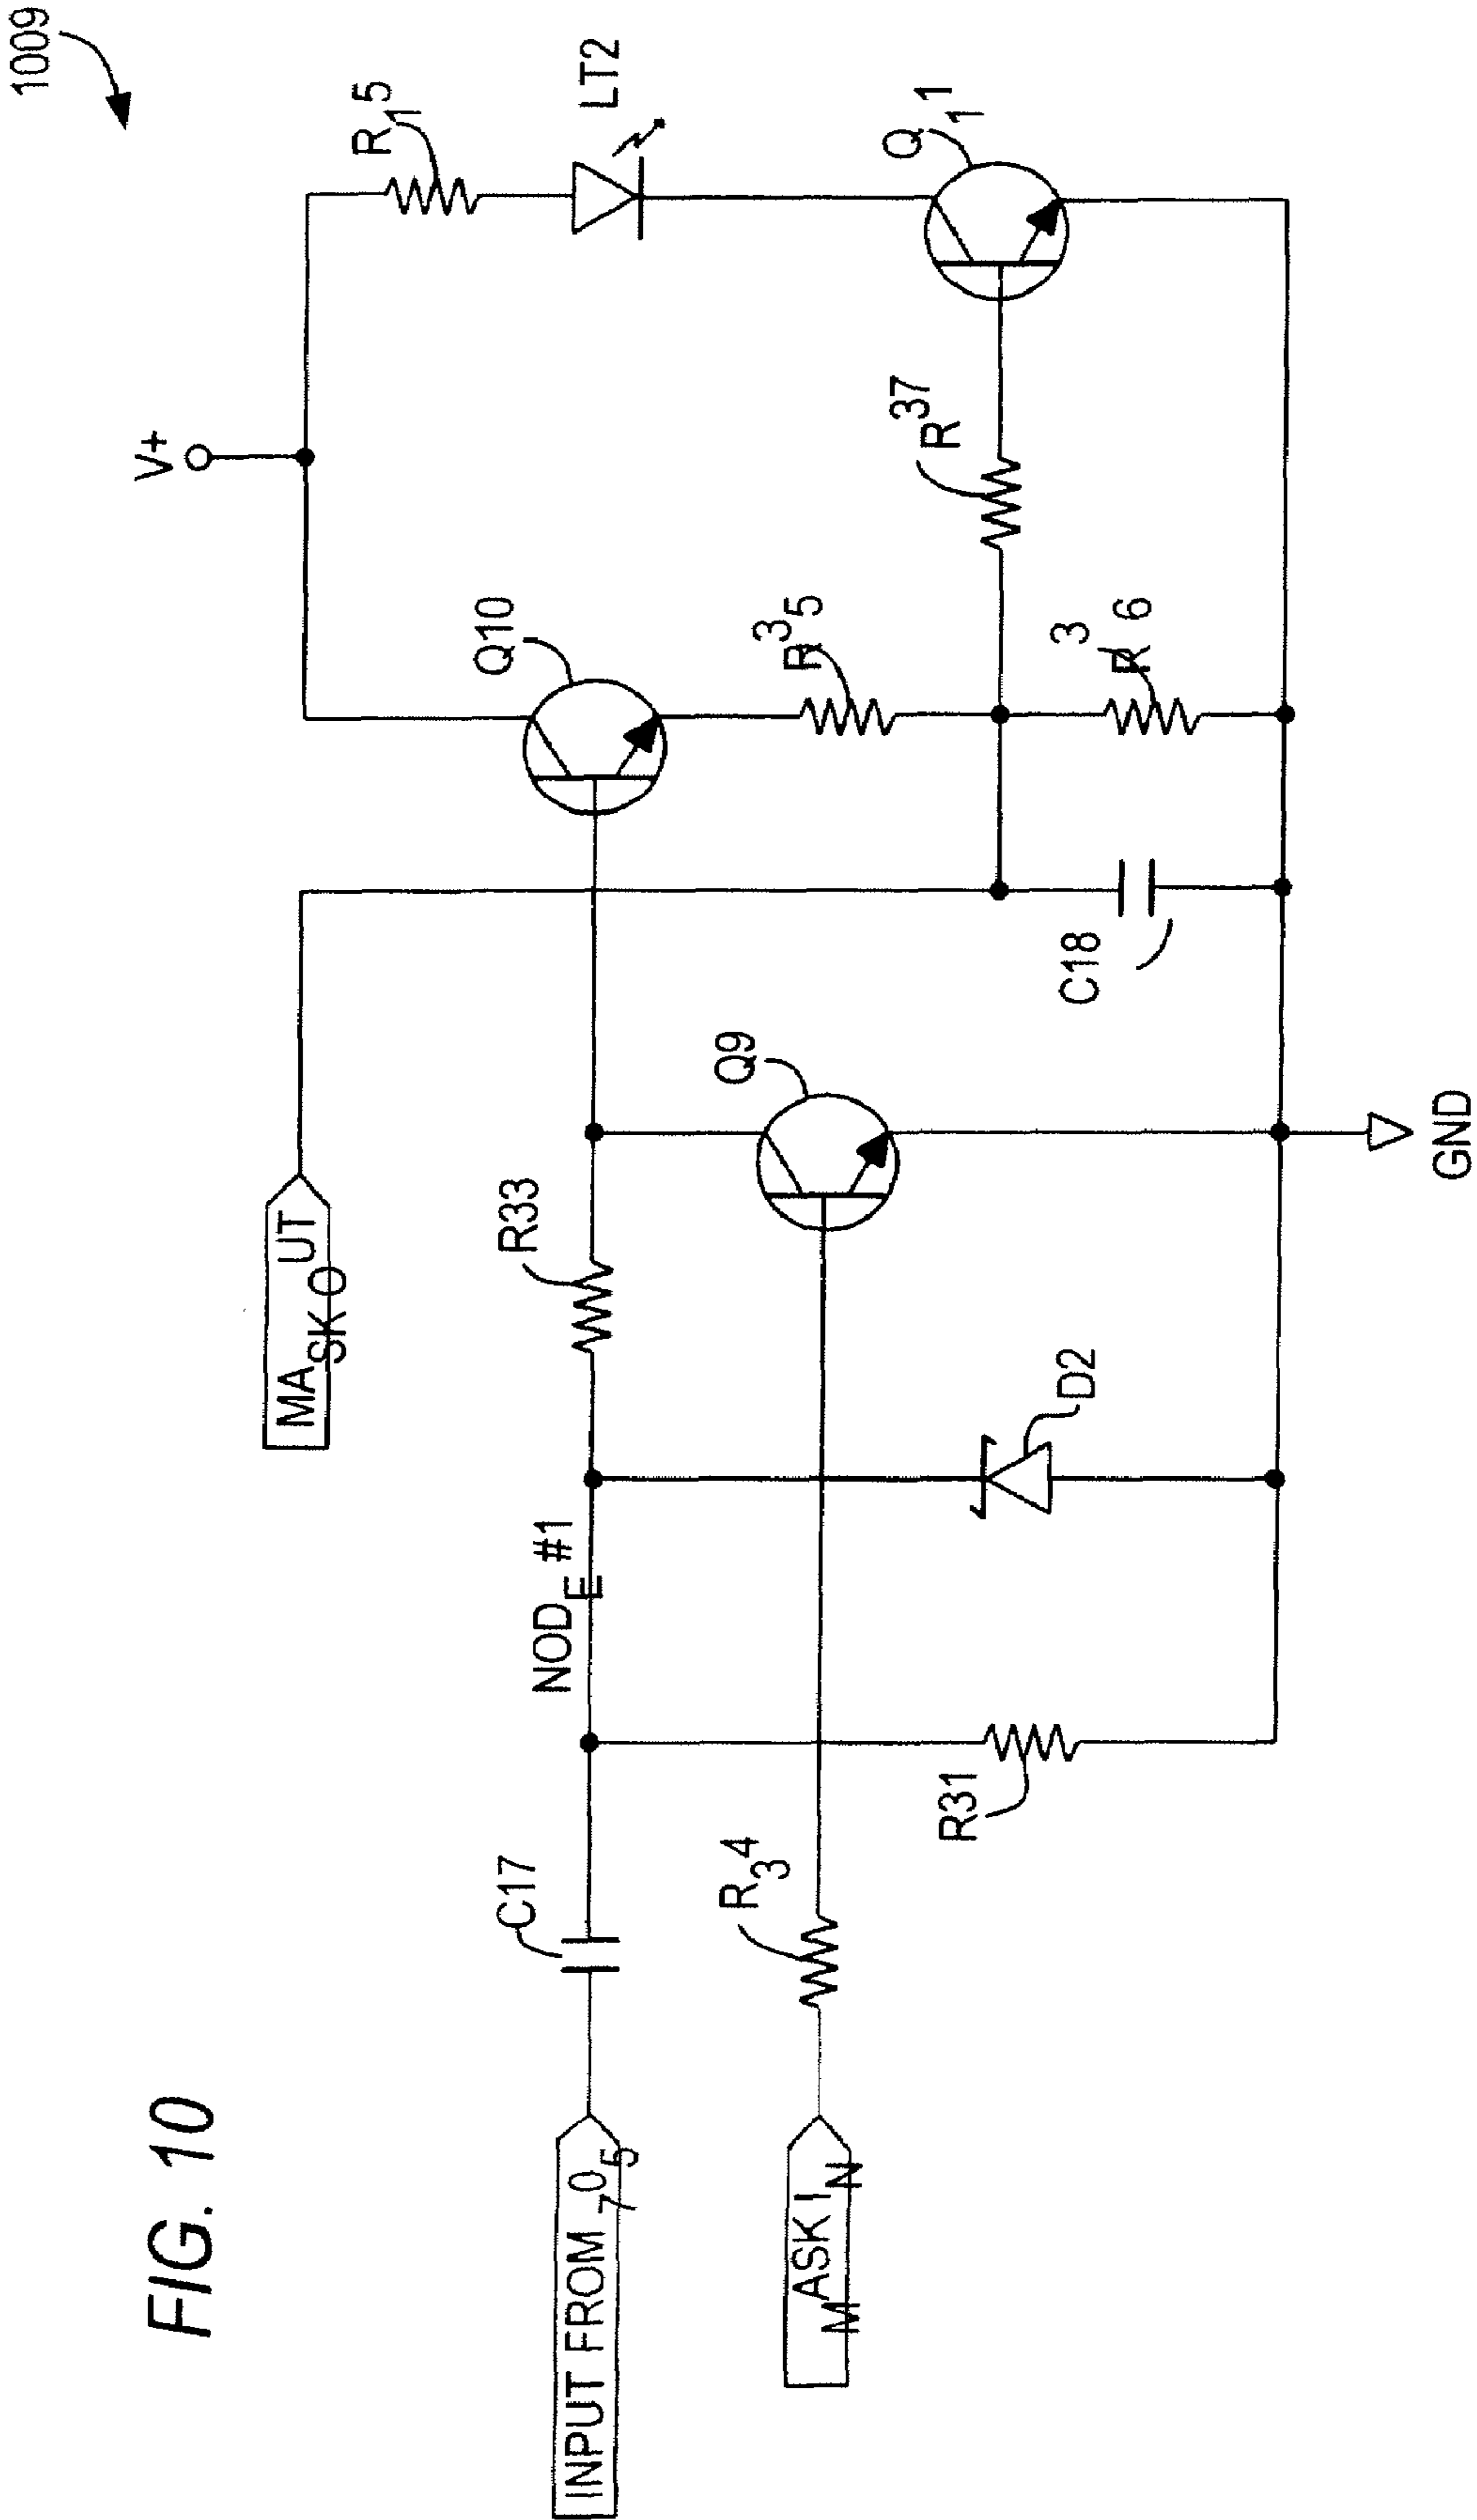 FIG. 10
1009
V+
R15
LT2
MASK OUT
Q10
R37
Q11
INPUT FROM 705
C17
NODE #1
R33
R35
Q9
MASK IN
R34
R31
D2
C18
R36
GND